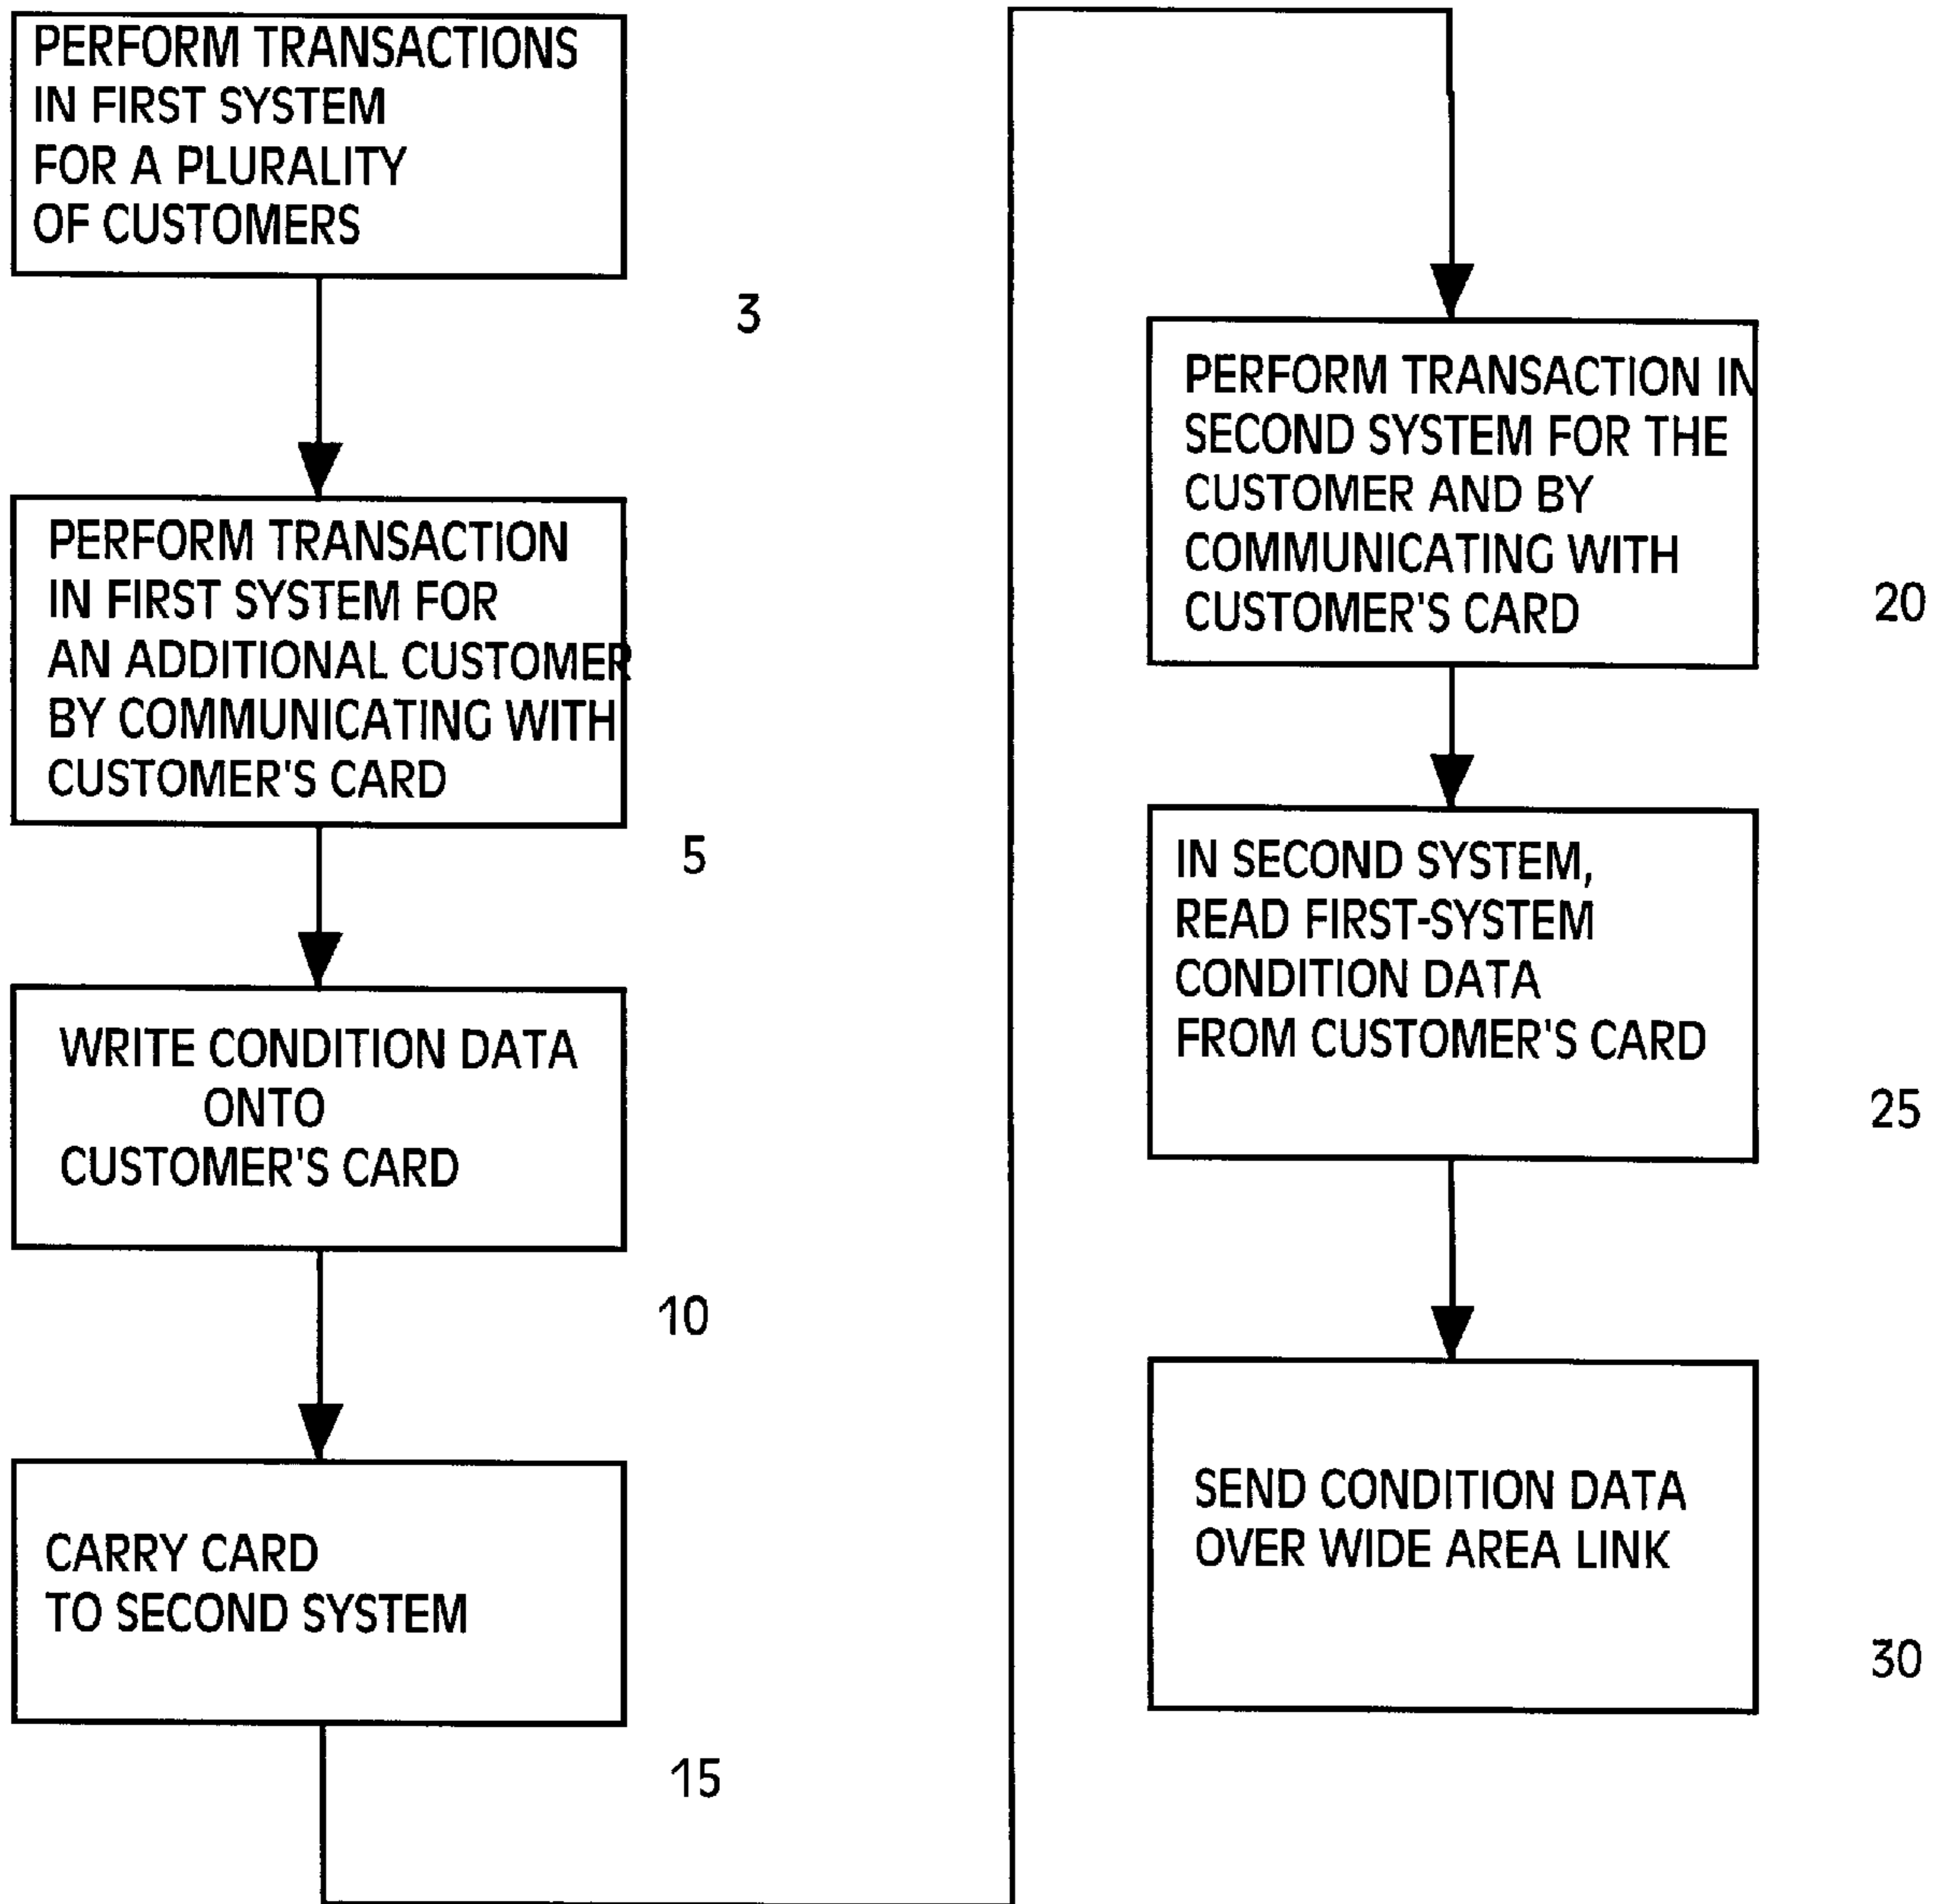 PERFORM TRANSACTIONS
IN FIRST SYSTEM
FOR A PLURALITY
OF CUSTOMERS
3
PERFORM TRANSACTION
IN FIRST SYSTEM FOR
AN ADDITIONAL CUSTOMER
BY COMMUNICATING WITH
CUSTOMER'S CARD
5
WRITE CONDITION DATA
ONTO
CUSTOMER'S CARD
10
CARRY CARD
TO SECOND SYSTEM
15
PERFORM TRANSACTION IN
SECOND SYSTEM FOR THE
CUSTOMER AND BY
COMMUNICATING WITH
CUSTOMER'S CARD
20
IN SECOND SYSTEM,
READ FIRST-SYSTEM
CONDITION DATA
FROM CUSTOMER'S CARD
25
SEND CONDITION DATA
OVER WIDE AREA LINK
30